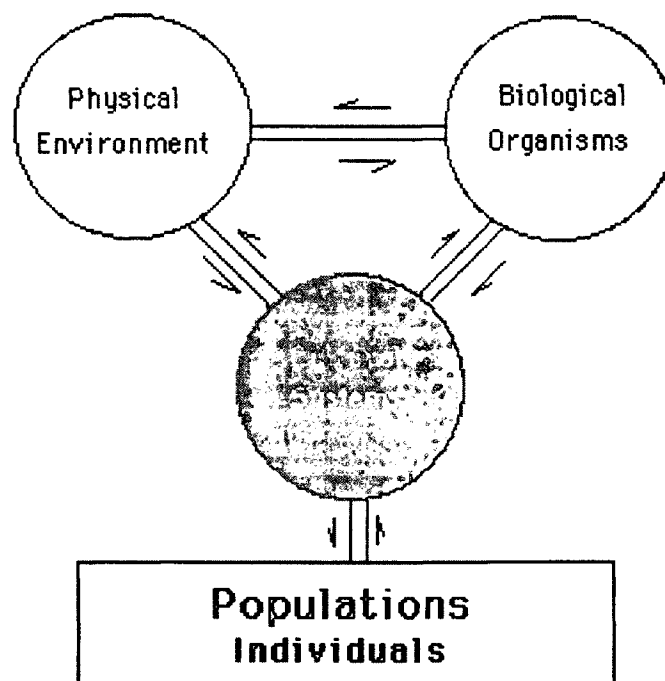 Physical
Environment
Biological
Organisms
Populations
Individuals